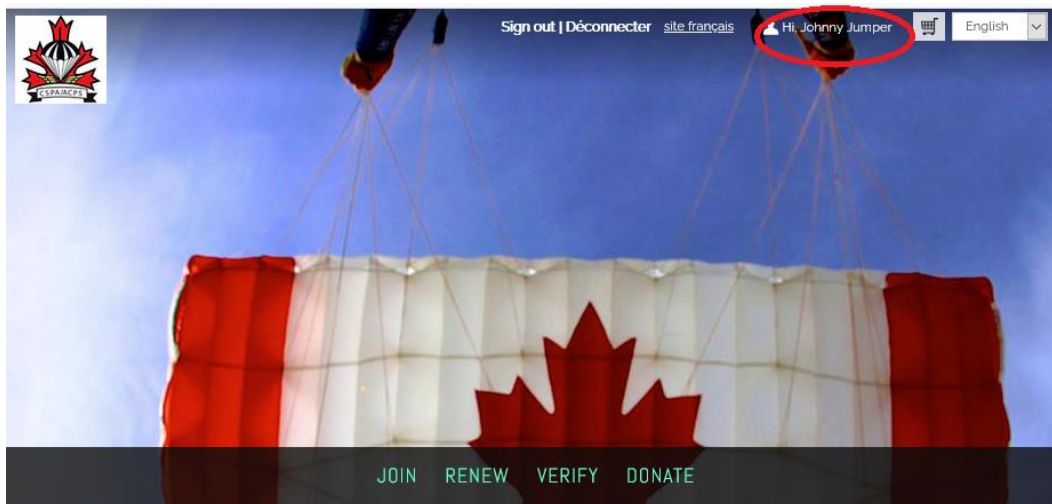 Sign out | Déconnecter site français Hi, Johnny Jumper English
CSPA/ACPS
JOIN RENEW VERIFY DONATE